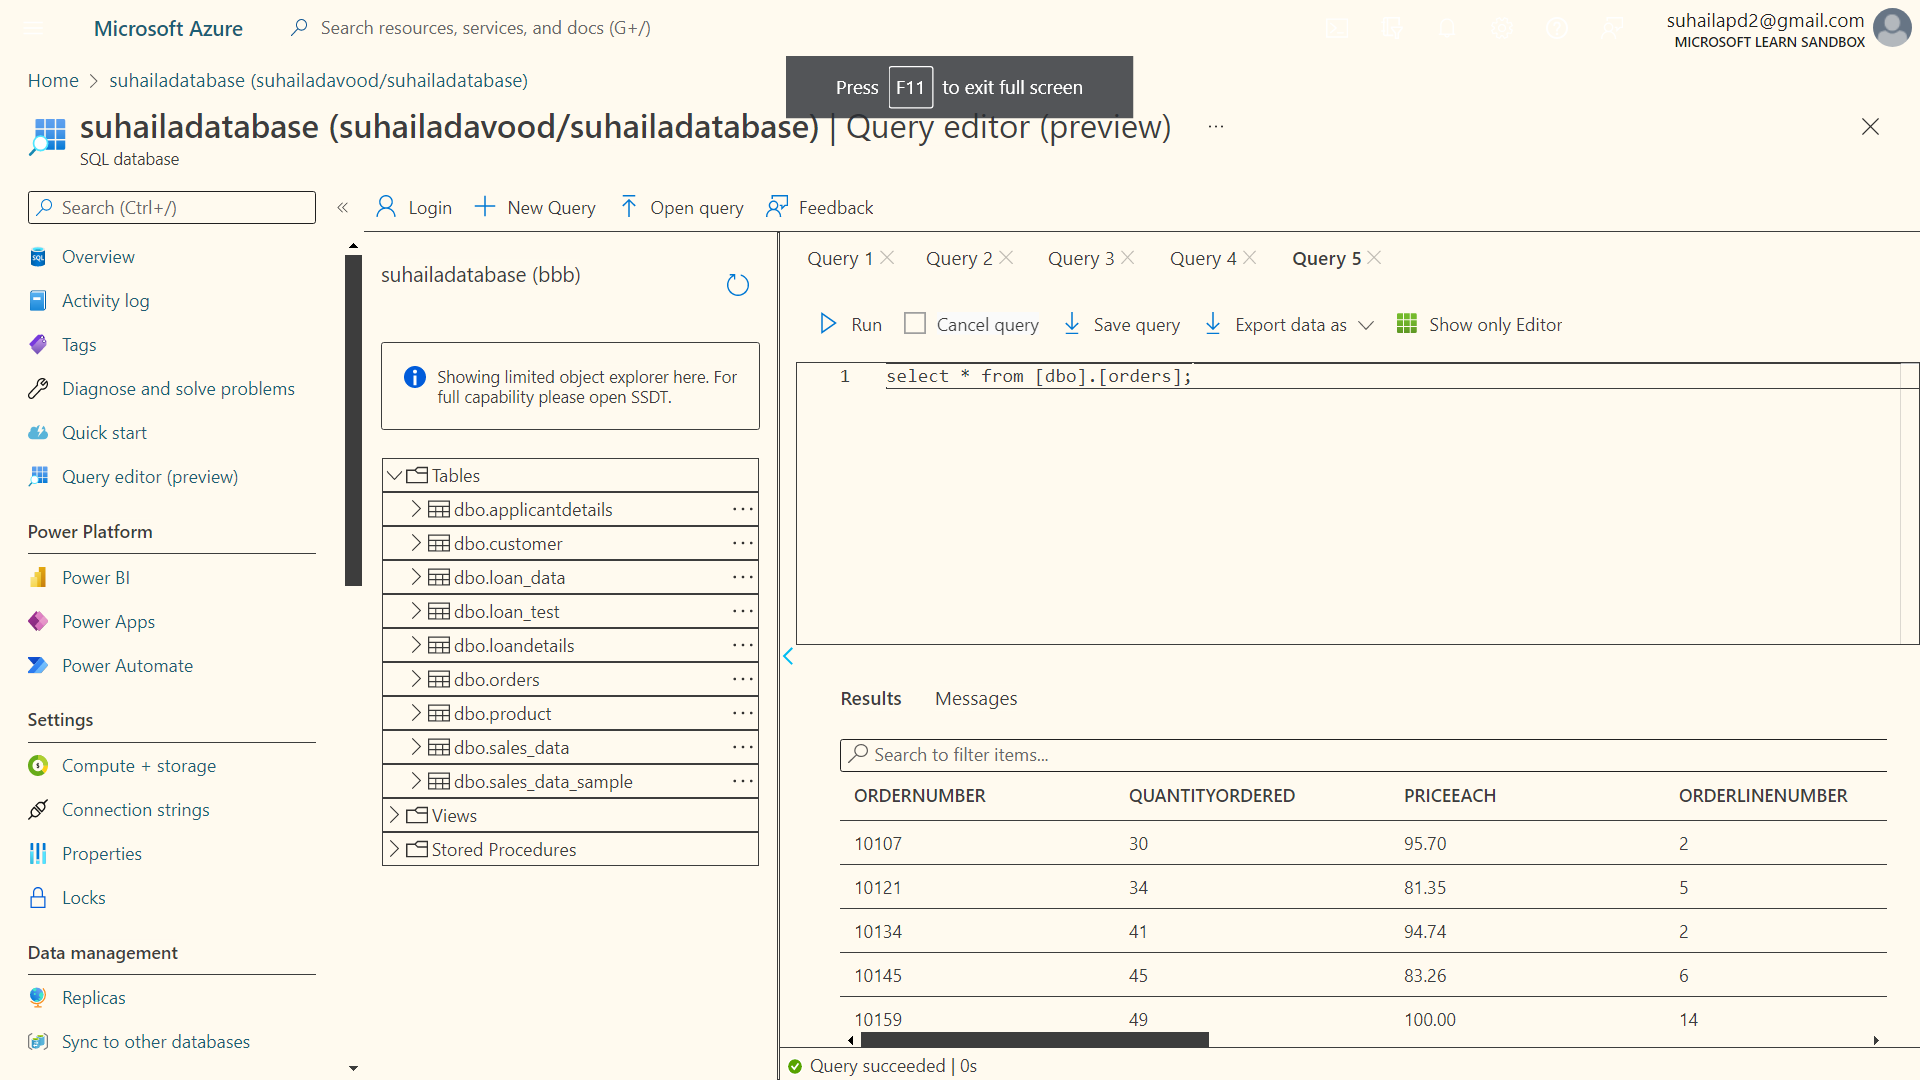 Microsoft Azure
Search resources, services, and docs (G+/)
suhailapd2@gmail.com
MICROSOFT LEARN SANDBOX
Press F11 to exit full screen
Home > suhailadatabase (suhailadavood/suhailadatabase)
suhailadatabase (suhailadavood/suhailadatabase) | Query editor (preview) ...
SQL database
Search (Ctrl+/)
«
Overview
Activity log
Tags
Diagnose and solve problems
Quick start
Query editor (preview)
Power Platform
Power BI
Power Apps
Power Automate
Settings
Compute + storage
Connection strings
Properties
Locks
Data management
Replicas
Sync to other databases
Login
New Query
Open query
Feedback
suhailadatabase (bbb)
Showing limited object explorer here. For
full capability please open SSDT.
Tables
dbo.applicantdetails ...
dbo.customer ...
dbo.loan_data ...
dbo.loan_test ...
dbo.loandetails ...
dbo.orders ...
dbo.product ...
dbo.sales_data ...
dbo.sales_data_sample ...
Views
Stored Procedures
Query 1 Query 2 Query 3 Query 4 Query 5
Run Cancel query Save query Export data as Show only Editor
1 select * from [dbo].[orders];
Results Messages
Search to filter items...
ORDERNUMBER QUANTITYORDERED PRICEEACH ORDERLINENUMBER
10107 30 95.70 2
10121 34 81.35 5
10134 41 94.74 2
10145 45 83.26 6
10159 49 100.00 14
Query succeeded | 0s